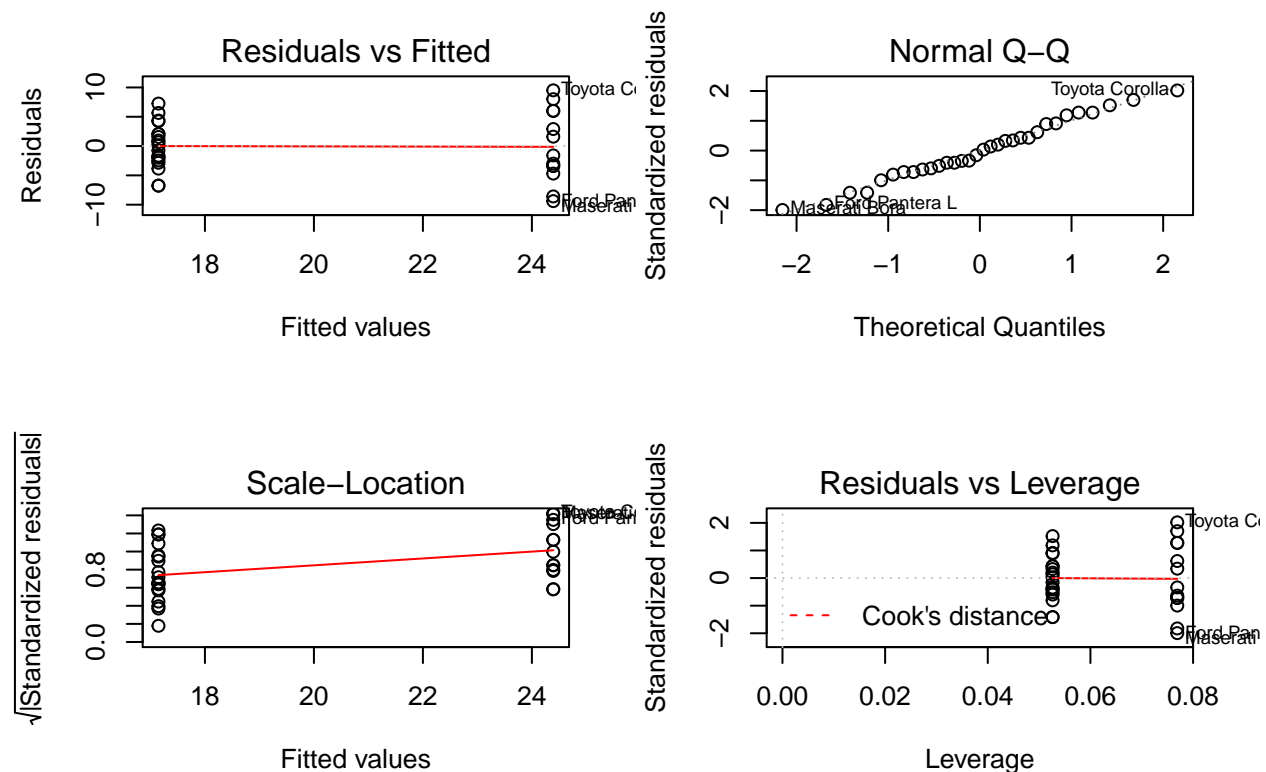 Residuals vs Fitted
Residuals
10
0
−10
Toyota C
Ford Pan
Maserati
18 20 22 24
Fitted values
Normal Q−Q
Standardized residuals
2
0
−2
Toyota Corolla
Ford Pantera L
Maserati Bora
−2 −1 0 1 2
Theoretical Quantiles
Scale−Location
√|Standardized residuals|
0.8
0.0
Toyota C
Maserati
Ford Pan
18 20 22 24
Fitted values
Residuals vs Leverage
Standardized residuals
2
0
−2
Toyota C
Ford Pan
Maserati
Cook's distance
0.00 0.02 0.04 0.06 0.08
Leverage